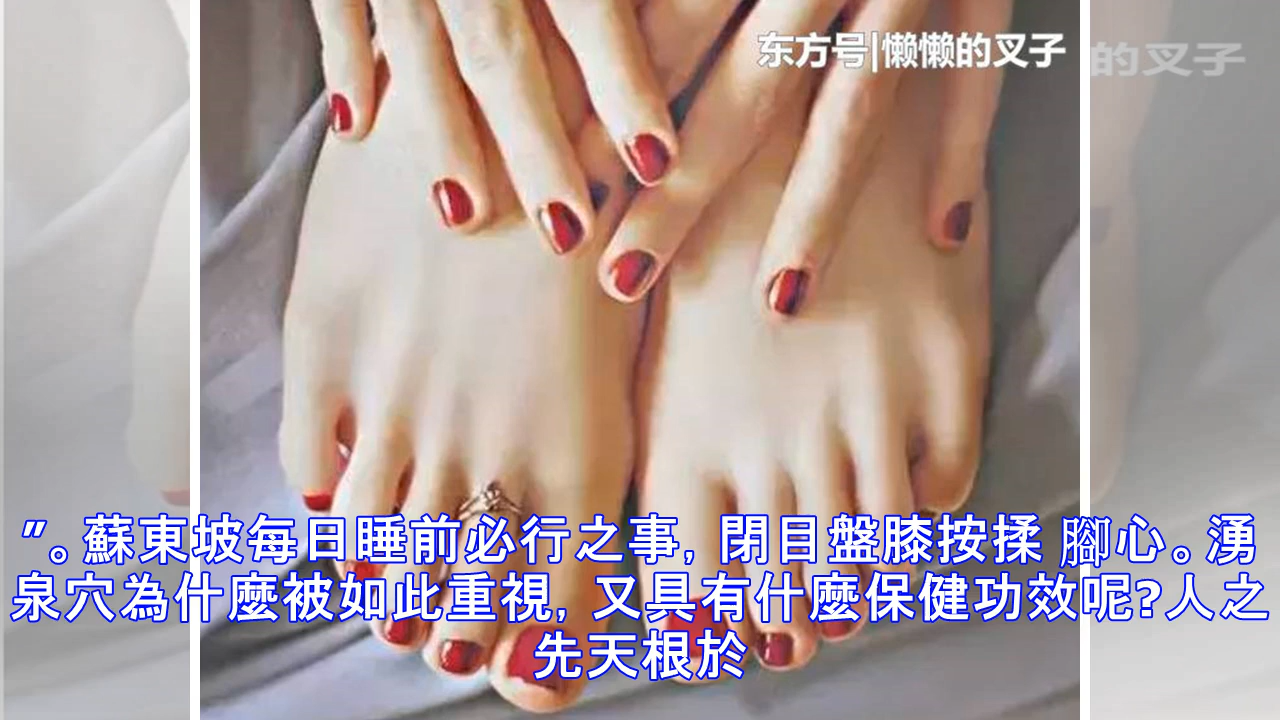 东方号|懒懒的叉子
的叉子
”。蘇東坡每日睡前必行之事, 閉目盤膝按揉 腳心。湧
泉穴為什麼被如此重視, 又具有什麼保健功效呢?人之
先天根於